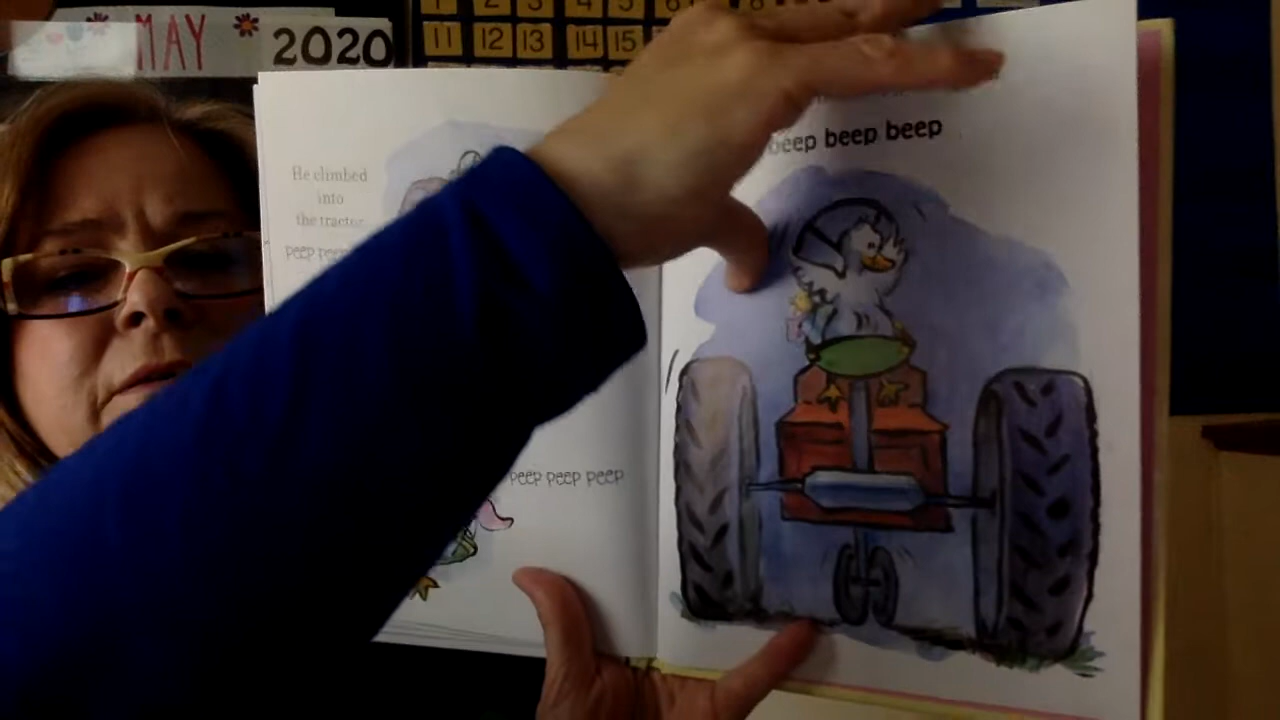 MAY 2020
11 12 13 14 15
He climbed
into
the tractor
peep
peep peep peep
beep beep beep